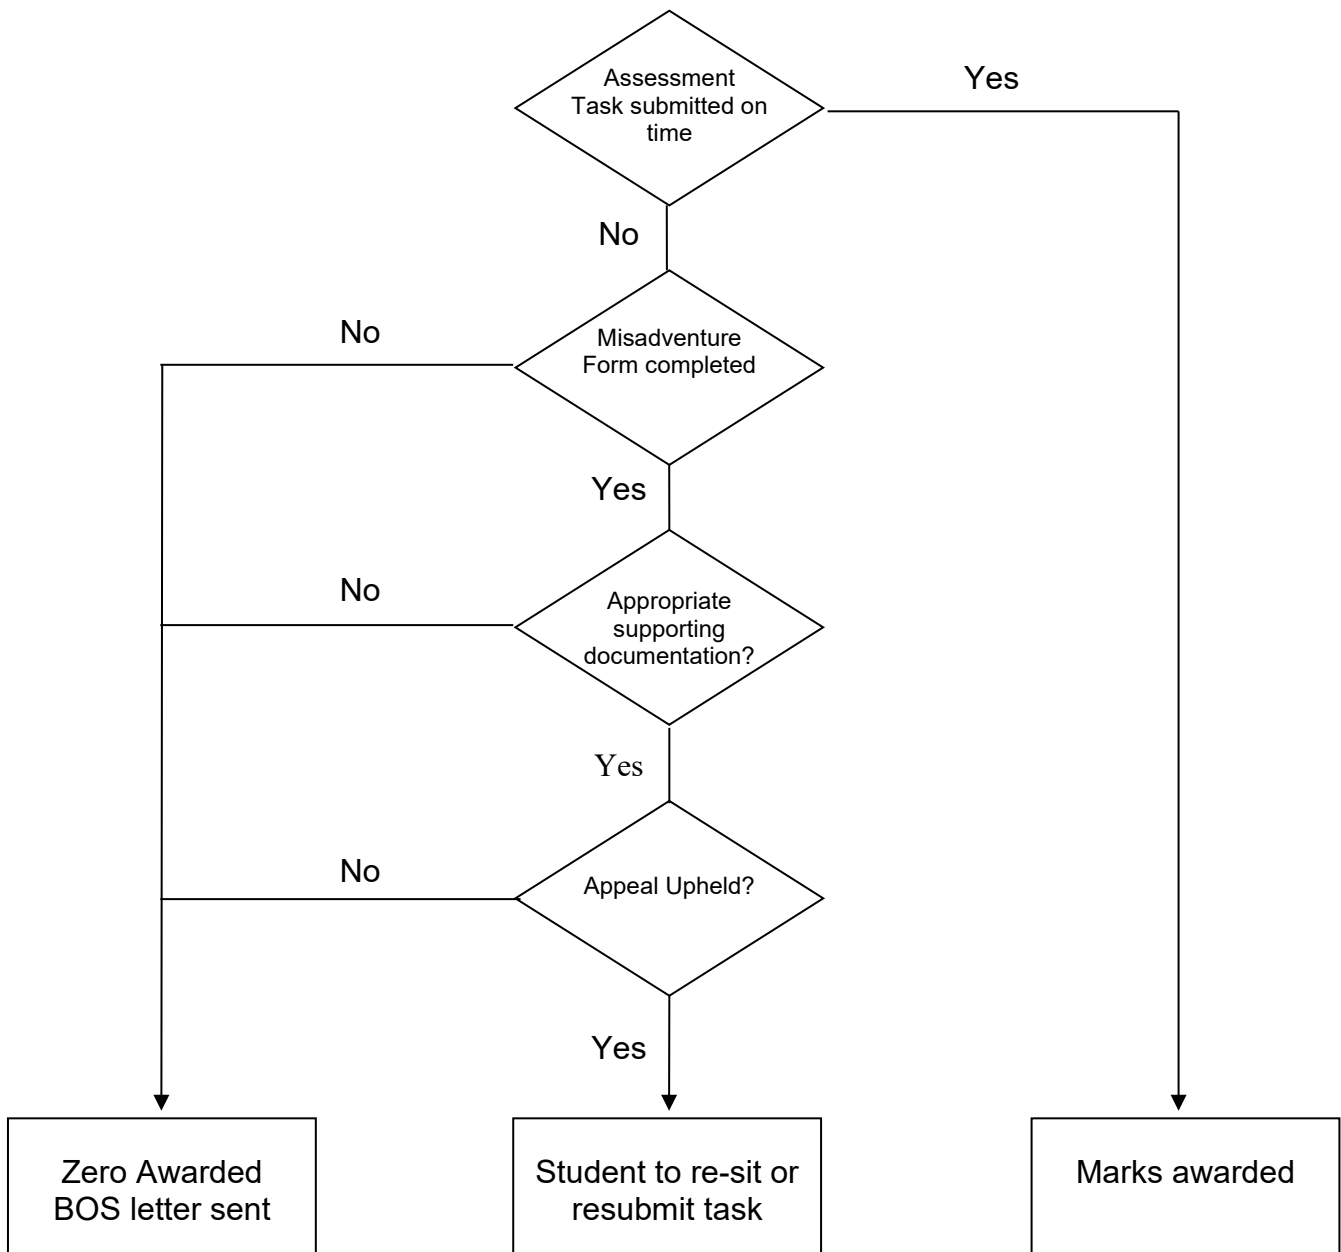 Assessment
Task submitted on
time
Yes
No
Misadventure
Form completed
No
Yes
Appropriate
supporting
documentation?
No
Yes
Appeal Upheld?
No
Yes
Zero Awarded
BOS letter sent
Student to re-sit or
resubmit task
Marks awarded